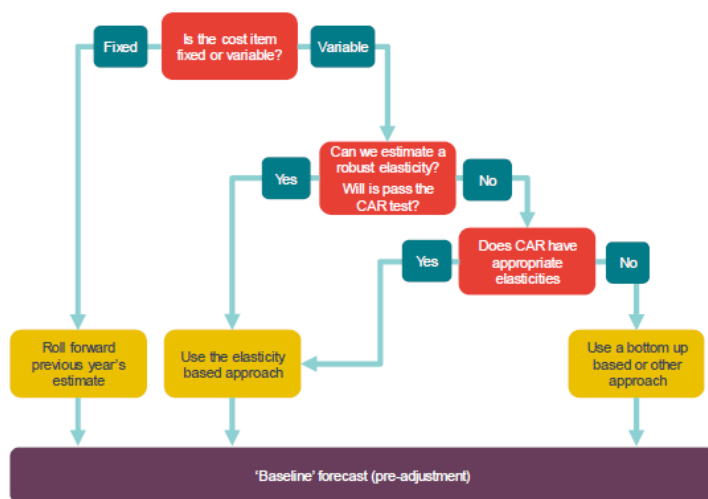 Is the cost item
fixed or variable?
Fixed
Variable
Can we estimate a
robust elasticity?
Will is pass the
CAR test?
Yes
No
Does CAR have
appropriate
elasticities
Yes
No
Roll forward
previous year's
estimate
Use the elasticity
based approach
Use a bottom up
based or other
approach
'Baseline' forecast (pre-adjustment)